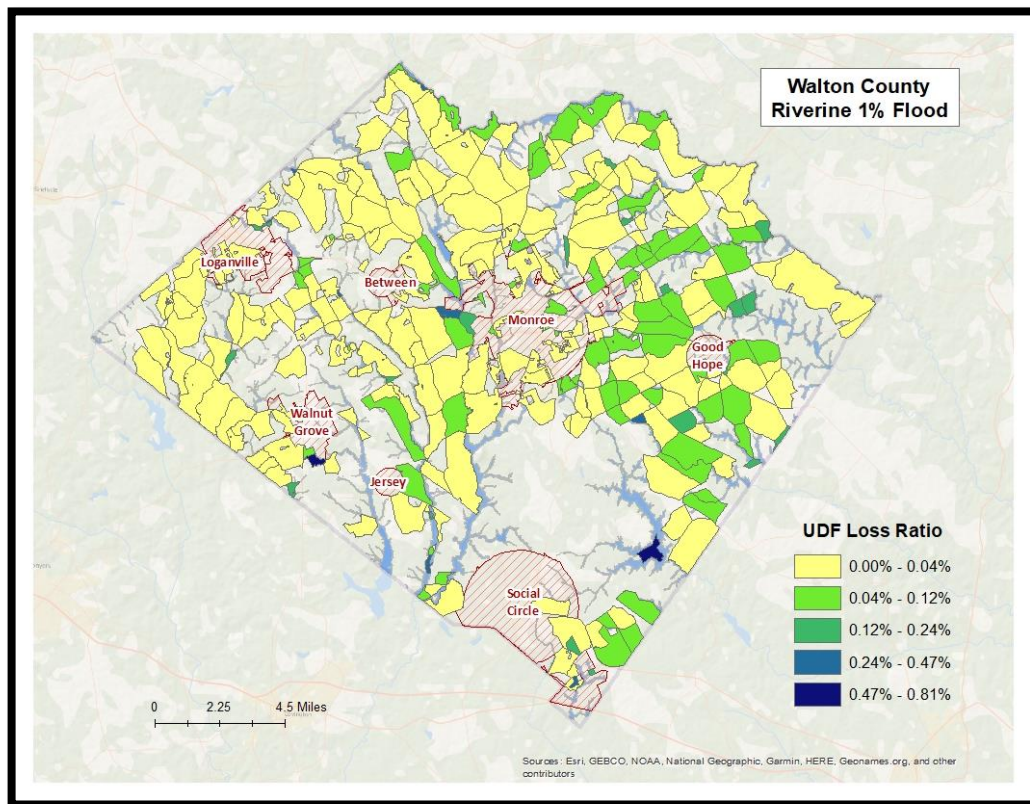 Walton County
Riverine 1% Flood
Loganville
Between
Monroe
Good
Hope
Walnut
Grove
Jersey
Social
Circle
UDF Loss Ratio
0.00% - 0.04%
0.04% - 0.12%
0.12% - 0.24%
0.24% - 0.47%
0.47% - 0.81%
0 2.25 4.5 Miles
Sources: Esri, GEBCO, NOAA, National Geographic, Garmin, HERE, Geonames.org, and other
contributors